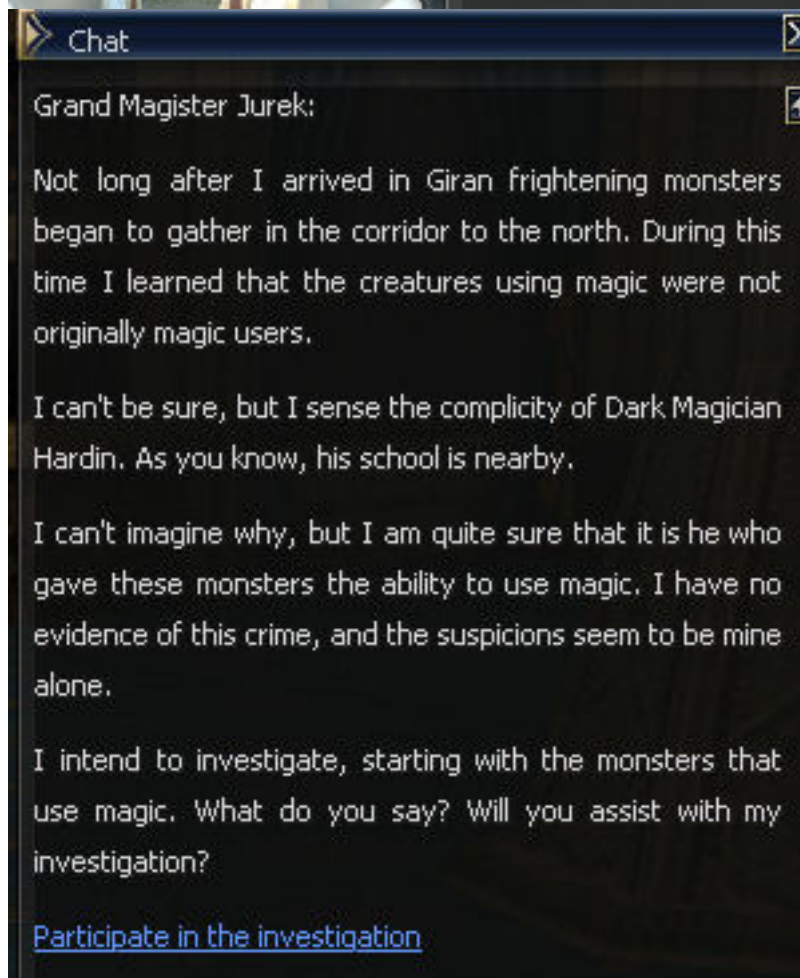 Chat
Grand Magister Jurek:
Not long after I arrived in Giran frightening monsters
began to gather in the corridor to the north. During this
time I learned that the creatures using magic were not
originally magic users.
I can't be sure, but I sense the complicity of Dark Magician
Hardin. As you know, his school is nearby.
I can't imagine why, but I am quite sure that it is he who
gave these monsters the ability to use magic. I have no
evidence of this crime, and the suspicions seem to be mine
alone.
I intend to investigate, starting with the monsters that
use magic. What do you say? Will you assist with my
investigation?
Participate in the investigation